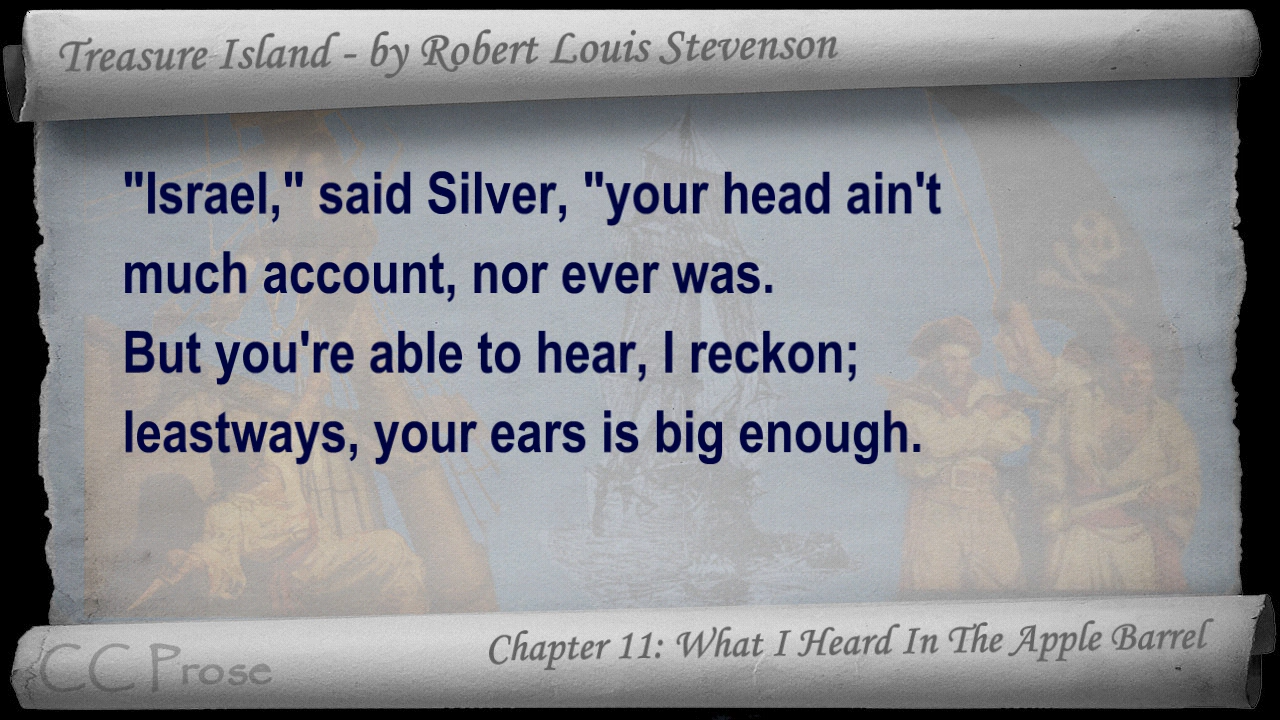 Treasure Island - by Robert Louis Stevenson
"Israel," said Silver, "your head ain't
much account, nor ever was.
But you're able to hear, I reckon;
leastways, your ears is big enough.
Chapter 11: What I Heard In The Apple Barrel
CC Prose